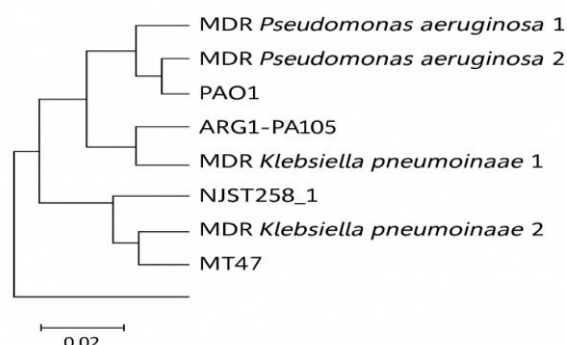 MDR Pseudomonas aeruginosa 1
MDR Pseudomonas aeruginosa 2
PAO1
ARG1-PA105
MDR Klebsiella pneumoinaae 1
NJST258_1
MDR Klebsiella pneumoinaae 2
MT47
0.02